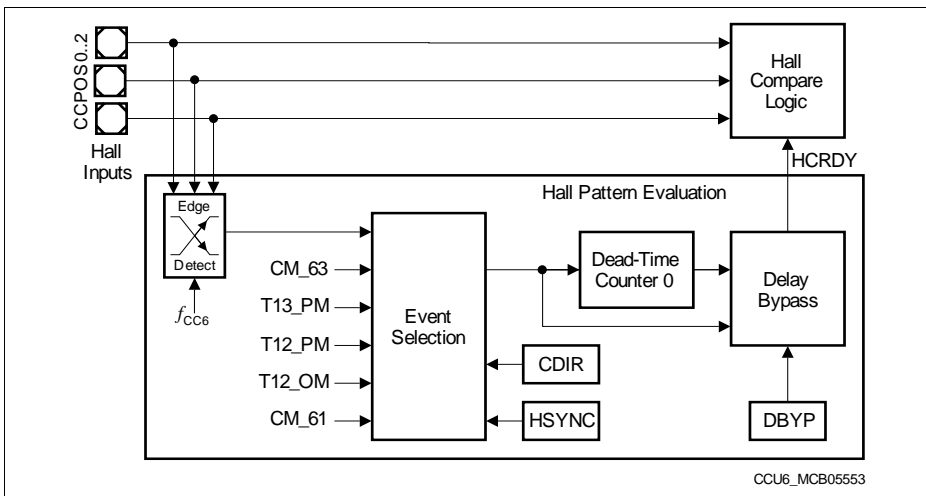 CCPOS0..2
Hall
Inputs
Hall
Compare
Logic
HCRDY
Hall Pattern Evaluation
Edge
Detect
fCC6
CM_63
T13_PM
T12_PM
T12_OM
CM_61
Event
Selection
Dead-Time
Counter 0
Delay
Bypass
CDIR
HSYNC
DBYP
CCU6_MCB05553